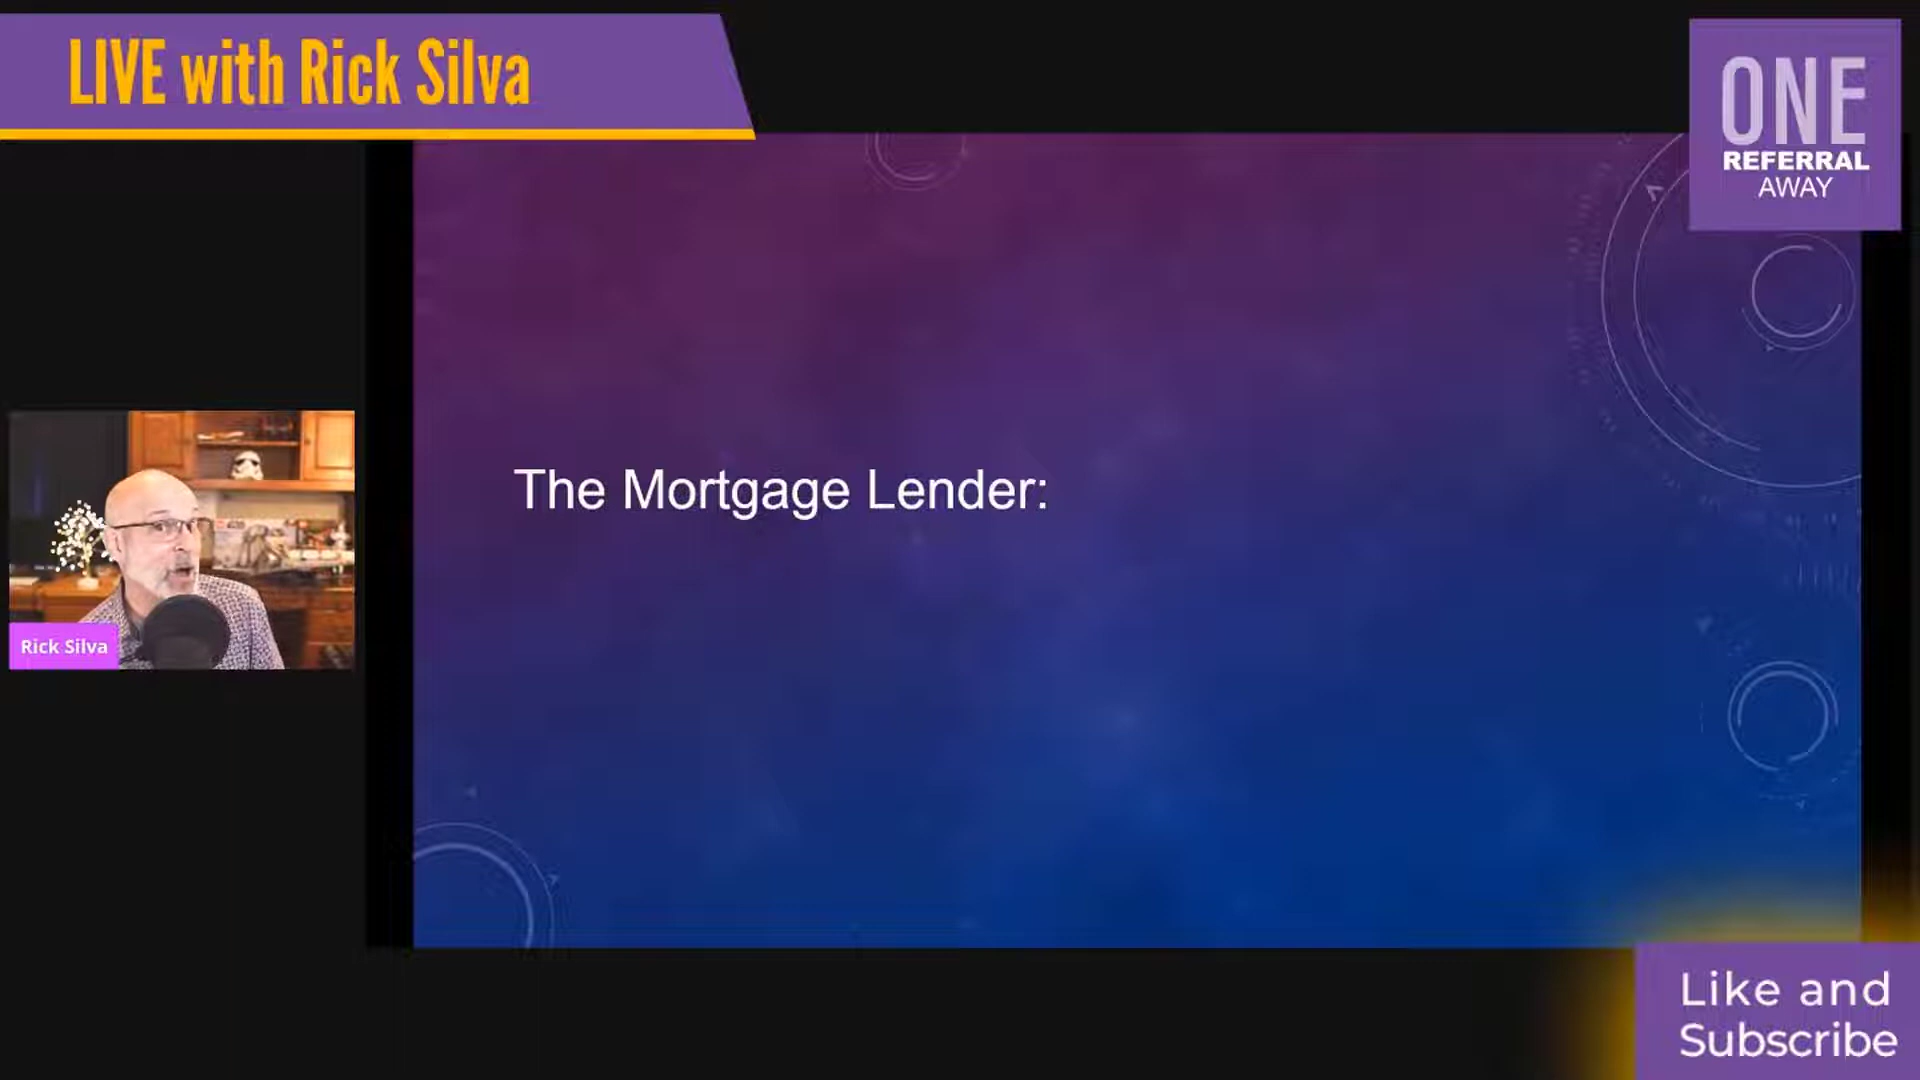 LIVE with Rick Silva
ONE
REFERRAL
AWAY
The Mortgage Lender:
Rick Silva
Like and
Subscribe